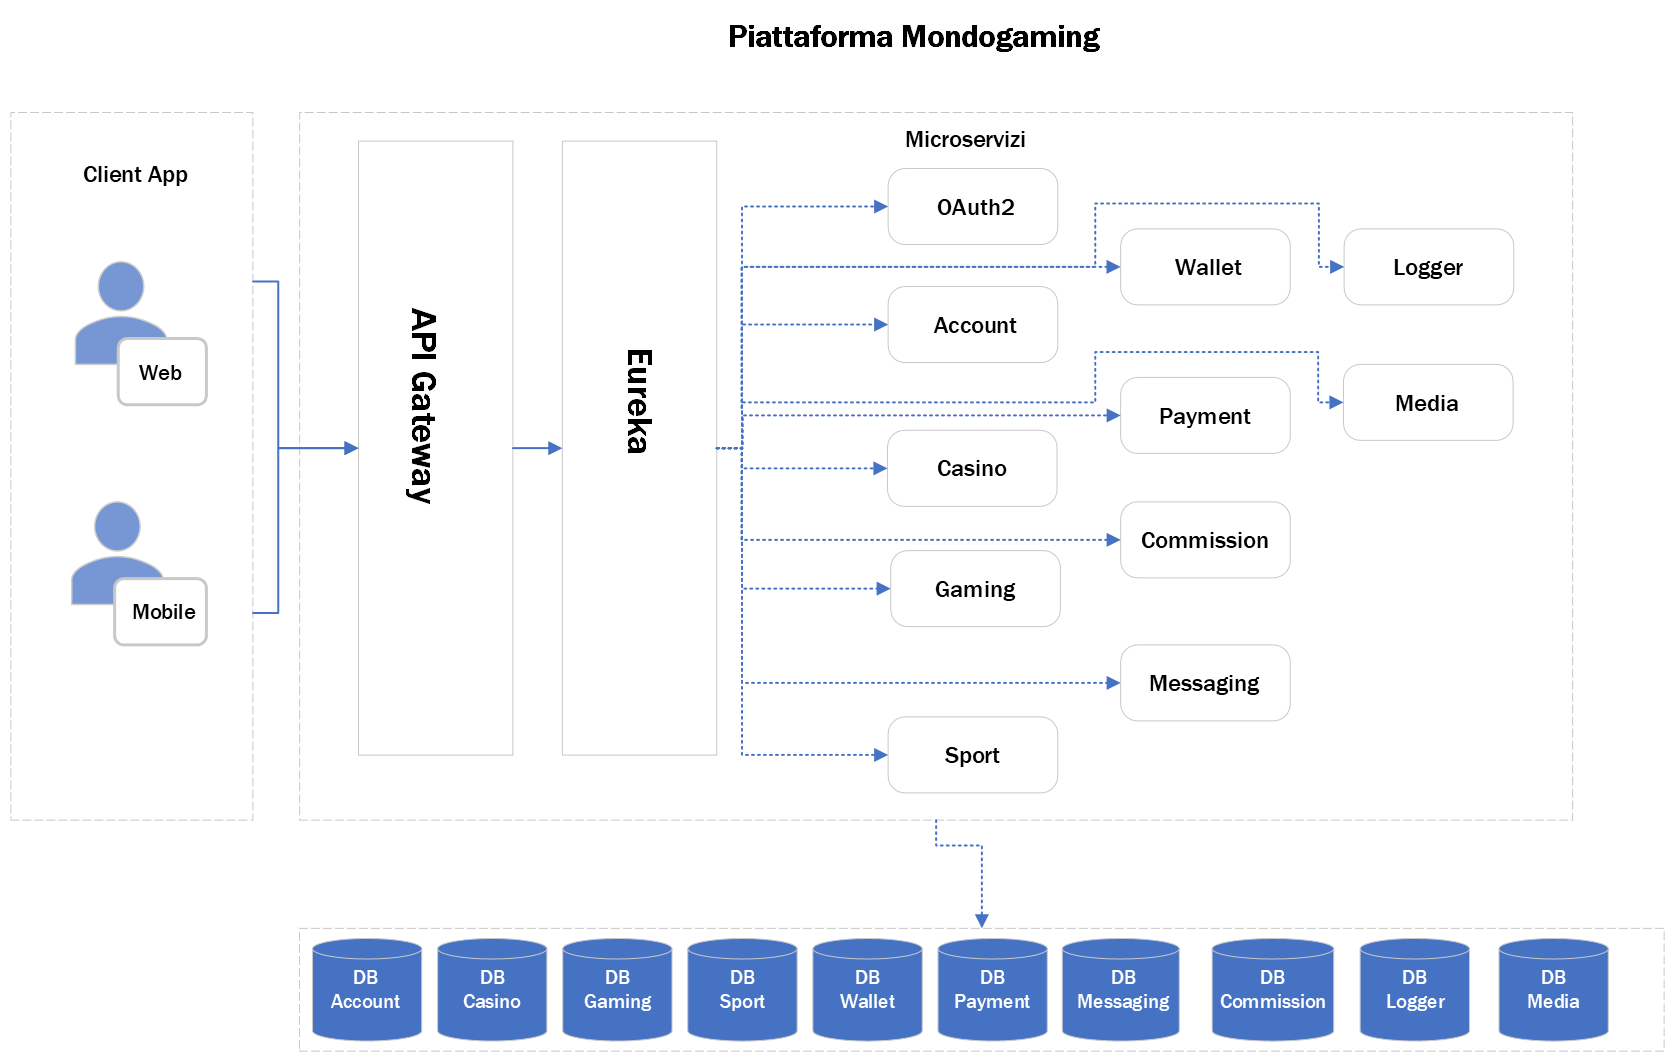 Piattaforma Mondogaming
Client App
Web
Mobile
API Gateway
Eureka
Microservizi
OAuth2
Wallet
Logger
Account
Payment
Media
Casino
Commission
Gaming
Messaging
Sport
DB
Account
DB
Casino
DB
Gaming
DB
Sport
DB
Wallet
DB
Payment
DB
Messaging
DB
Commission
DB
Logger
DB
Media